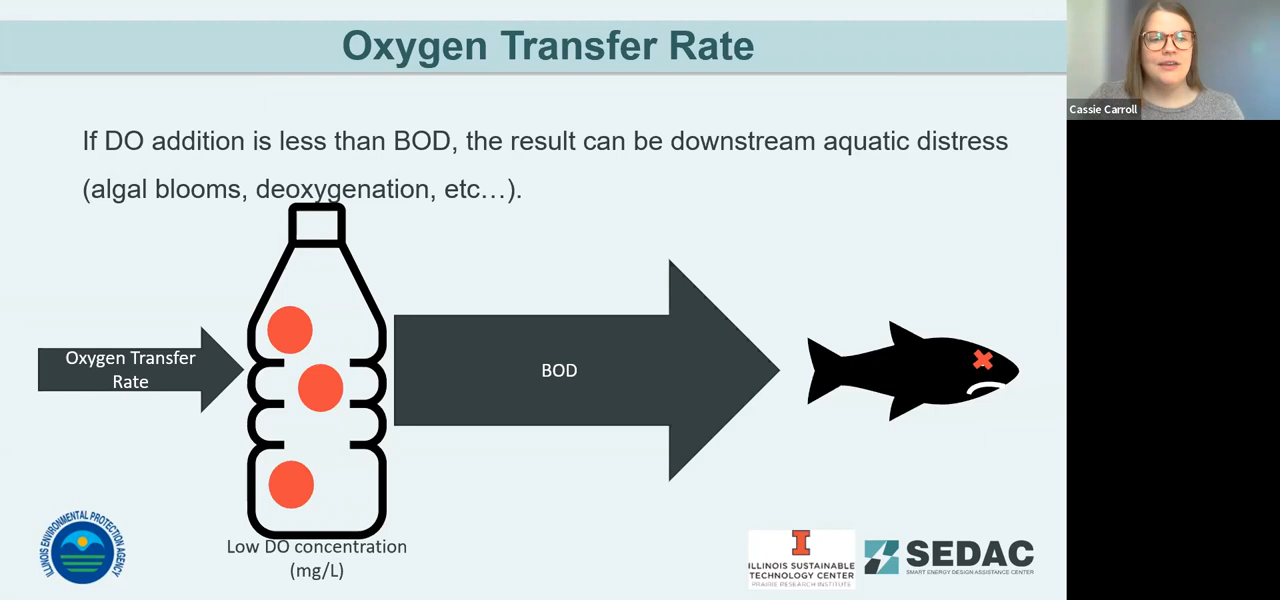 Oxygen Transfer Rate
Cassie Carroll
If DO addition is less than BOD, the result can be downstream aquatic distress
(algal blooms, deoxygenation, etc…).
Oxygen Transfer
Rate
BOD
Low DO concentration
(mg/L)
ILLINOIS ENVIRONMENTAL PROTECTION AGENCY
I
ILLINOIS SUSTAINABLE
TECHNOLOGY CENTER
PRAIRIE RESEARCH INSTITUTE
SEDAC
SMART ENERGY DESIGN ASSISTANCE CENTER